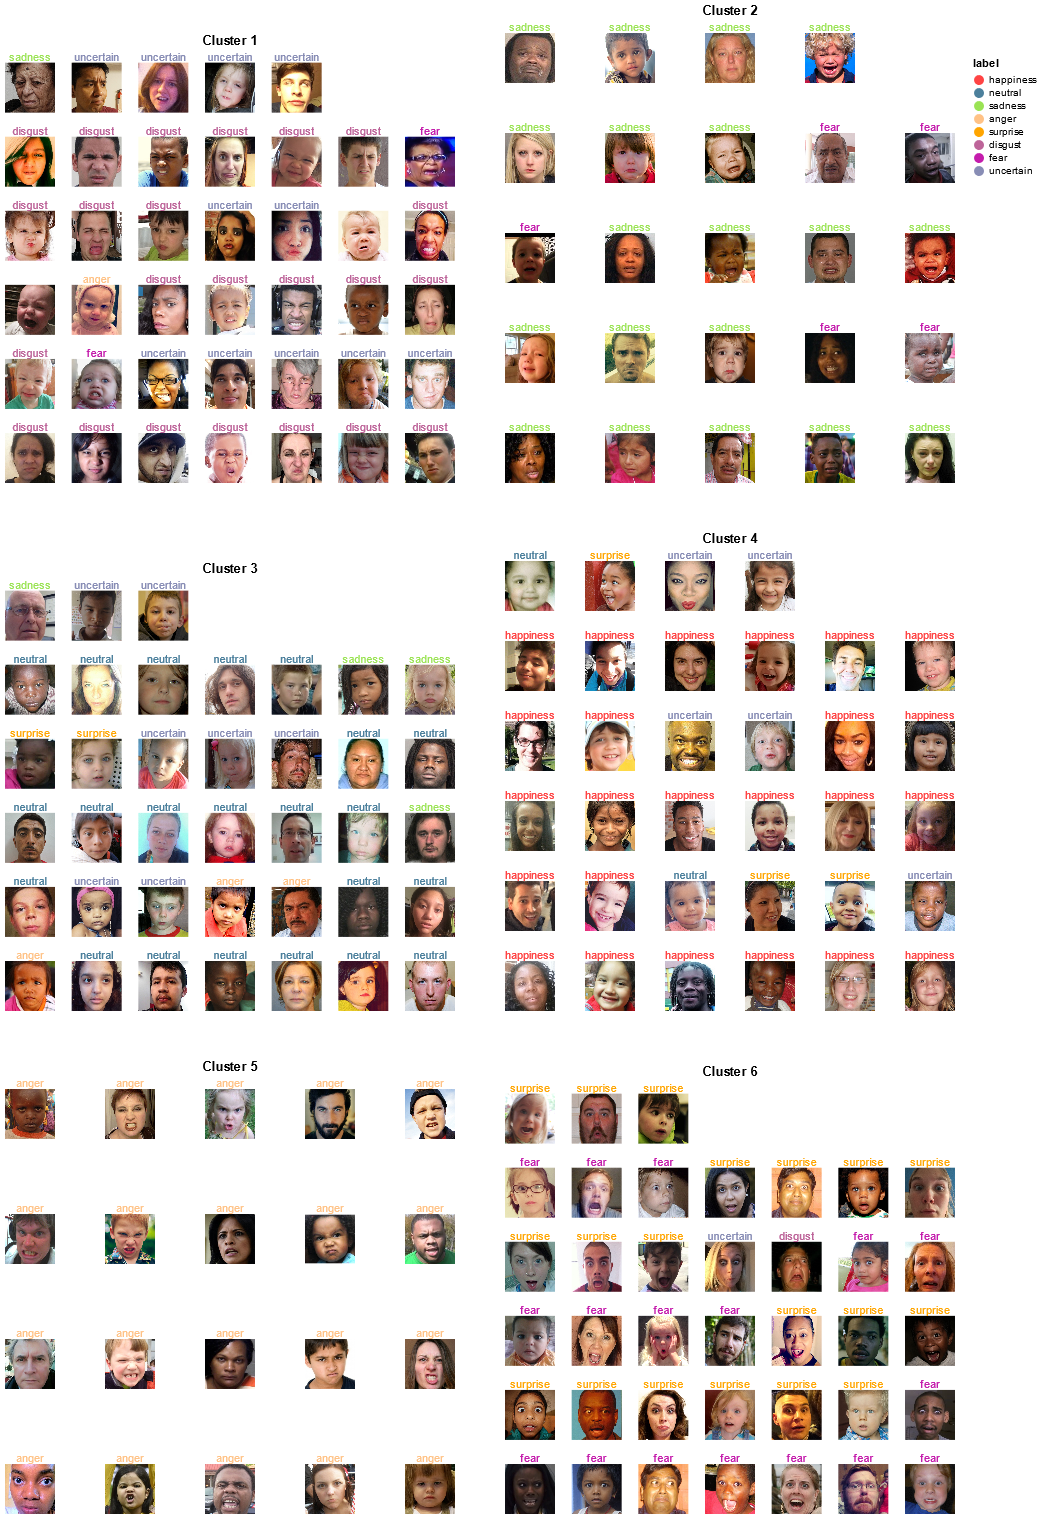 Cluster 1
sadness uncertain uncertain uncertain uncertain
disgust disgust disgust disgust disgust disgust fear
disgust disgust disgust uncertain uncertain disgust
anger disgust disgust disgust disgust disgust
disgust fear uncertain uncertain uncertain uncertain uncertain
disgust disgust disgust disgust disgust disgust disgust
Cluster 2
sadness sadness sadness sadness
sadness sadness sadness fear fear
fear sadness sadness sadness sadness
sadness sadness sadness fear fear
sadness sadness sadness sadness sadness
label
happiness
neutral
sadness
anger
surprise
disgust
fear
uncertain
Cluster 3
sadness uncertain uncertain
neutral neutral neutral neutral neutral sadness sadness
surprise surprise uncertain uncertain uncertain neutral neutral
neutral neutral neutral neutral neutral neutral sadness
neutral uncertain uncertain anger anger neutral neutral
anger neutral neutral neutral neutral neutral neutral
Cluster 4
neutral surprise uncertain uncertain
happiness happiness happiness happiness happiness happiness
happiness happiness uncertain uncertain happiness happiness
happiness happiness happiness happiness happiness happiness
happiness happiness neutral surprise surprise uncertain
happiness happiness happiness happiness happiness happiness
Cluster 5
anger anger anger anger anger
anger anger anger anger anger
anger anger anger anger anger
anger anger anger anger anger
Cluster 6
surprise surprise surprise
fear fear fear surprise surprise surprise surprise
surprise surprise surprise uncertain disgust fear fear
fear fear fear fear surprise surprise surprise
surprise surprise surprise surprise surprise surprise fear
fear fear fear fear fear fear fear